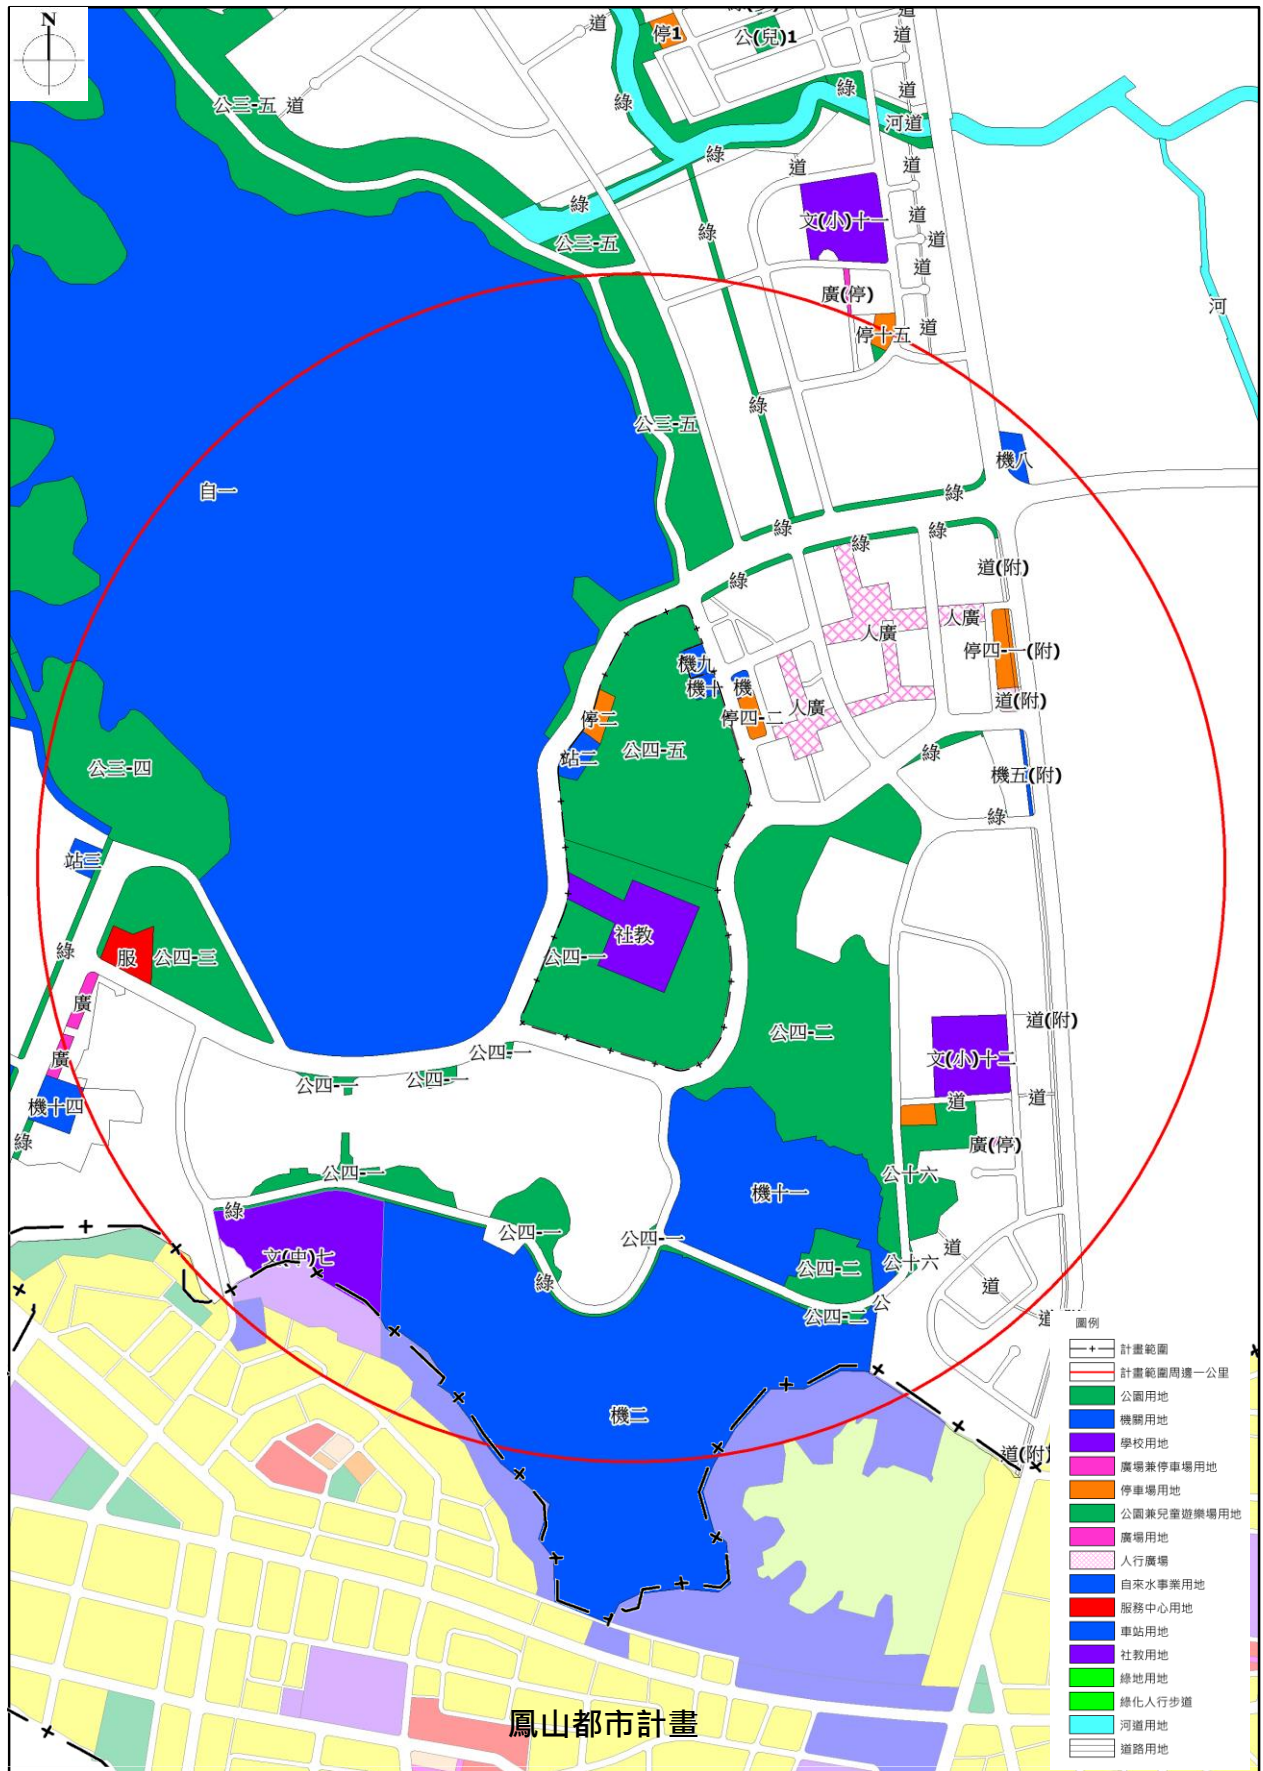 N
停1
公(兒)1
道
道
道
公三-五
道
綠
綠
道
河道
綠
道
道
綠
文(小)十一
道
公三-五
綠
道
道
廣(停)
河
停十五
道
綠
公三-五
機八
自一
綠
綠
綠
綠
道(附)
綠
人廣
人廣
停四-一(附)
機九
機十
機
道(附)
停二
停四-二
人廣
公四-五
綠
站二
公三-四
機五(附)
綠
站三
社教
綠
服
公四-三
公四-一
廣
道(附)
公四-二
廣
公四-一
文(小)十二
公四-一
公四-一
機十四
道
道
綠
廣(停)
公四-一
公十六
機十一
綠
公四-一
公四-一
道
文(中)七
公十六
公四-二
綠
道
公
公四-二
道
機二
道(附)
圖例
計畫範圍
計畫範圍周邊一公里
公園用地
機關用地
學校用地
廣場兼停車場用地
停車場用地
公園兼兒童遊樂場用地
廣場用地
人行廣場
自來水事業用地
服務中心用地
車站用地
社教用地
綠地用地
綠化人行步道
河道用地
道路用地
鳳山都市計畫